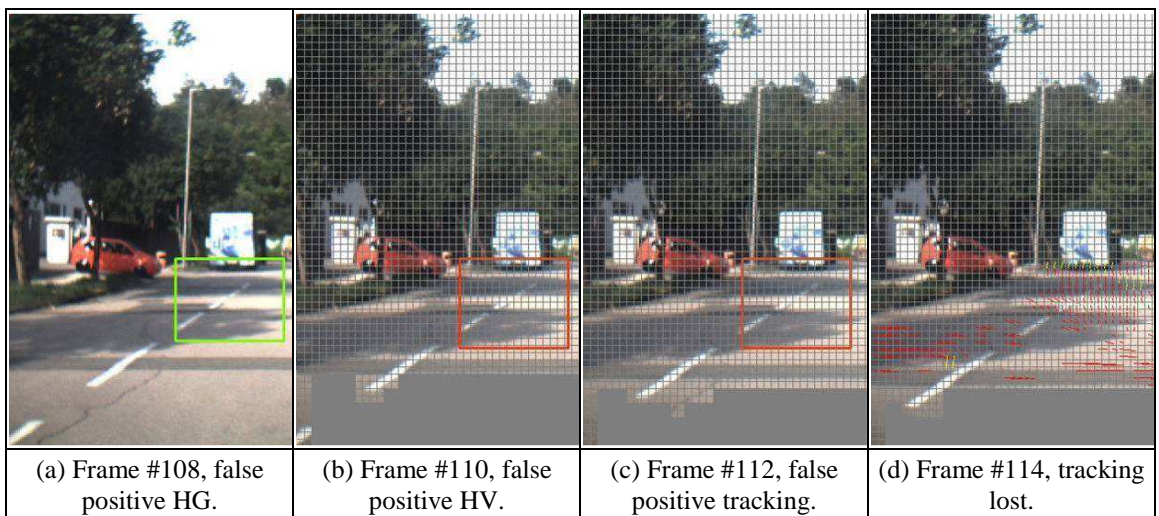 (a) Frame #108, false
positive HG.
(b) Frame #110, false
positive HV.
(c) Frame #112, false
positive tracking.
(d) Frame #114, tracking
lost.